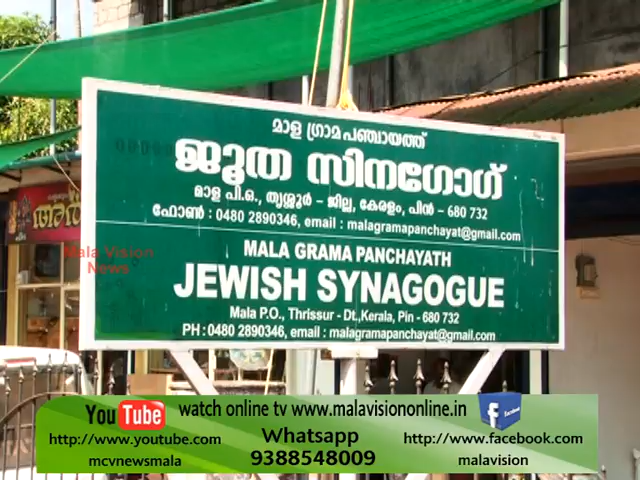 മാള ഗ്രാമപഞ്ചായത്ത്
ജൂത സിനഗോഗ്
മാള പി.ഒ., തൃശ്ശൂർ – ജില്ല, കേരളം, പിൻ – 680 732
ഫോൺ : 0480 2890346, email : malagramapanchayat@gmail.com
MALA GRAMA PANCHAYATH
JEWISH SYNAGOGUE
Mala P.O., Thrissur - Dt.,Kerala, Pin - 680 732
PH : 0480 2890346, email : malagramapanchayat@gmail.com
Mala Vision
News
YouTube watch online tv www.malavisiononline.in facebook
http://www.youtube.com Whatsapp http://www.facebook.com
mcvnewsmala 9388548009 malavision